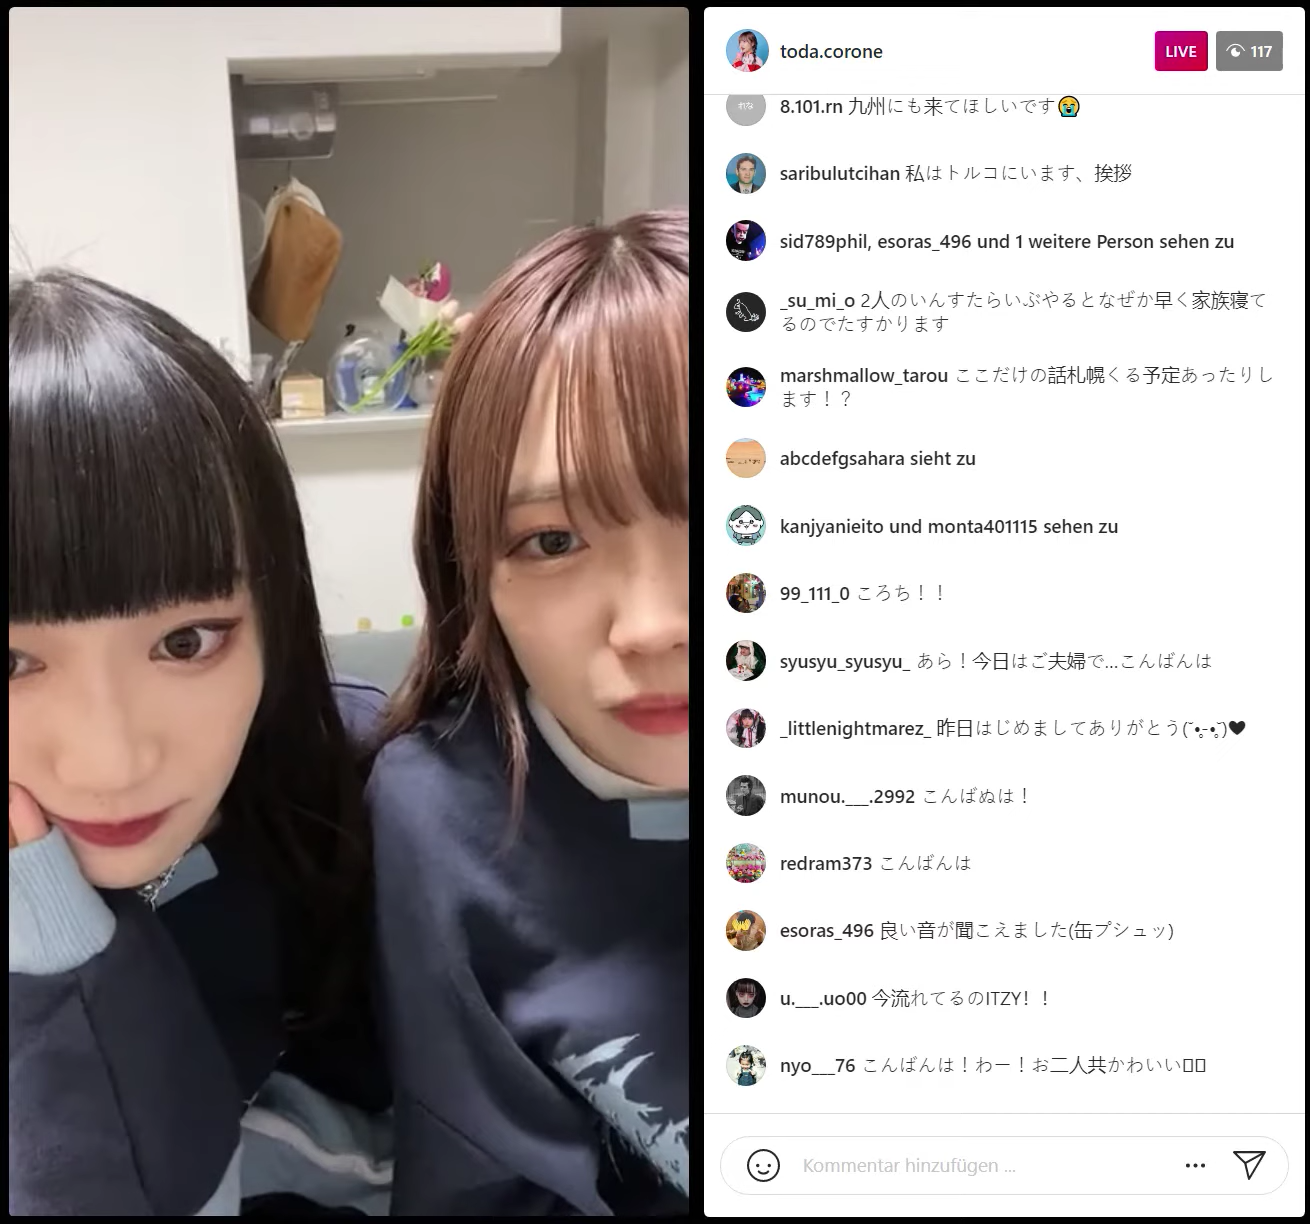 toda.corone
LIVE
117
れな
8.101.rn 九州にも来てほしいです😭
saribulutcihan 私はトルコにいます、挨拶
sid789phil, esoras_496 und 1 weitere Person sehen zu
_su_mi_o 2人のいんすたらいぶやるとなぜか早く家族寝て
るのでたすかります
marshmallow_tarou ここだけの話札幌くる予定あったりし
ます！？
abcdefgsahara sieht zu
kanjyanieito und monta401115 sehen zu
99_111_0 ころち！！
syusyu_syusyu_ あら！今日はご夫婦で...こんばんは
_littlenightmarez_ 昨日はじめましてありがとう(˘•̥-•̥˘)♥
munou.___.2992 こんばぬは！
redram373 こんばんは
esoras_496 良い音が聞こえました(缶プシュッ)
u.___.uo00 今流れてるのITZY！！
nyo___76 こんばんは！わー！お二人共かわいい▯▯
Kommentar hinzufügen ...